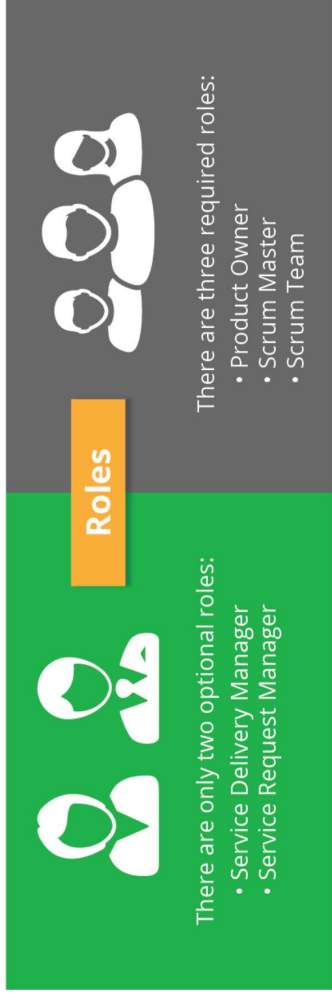 Roles
There are only two optional roles:
• Service Delivery Manager
• Service Request Manager
There are three required roles:
• Product Owner
• Scrum Master
• Scrum Team